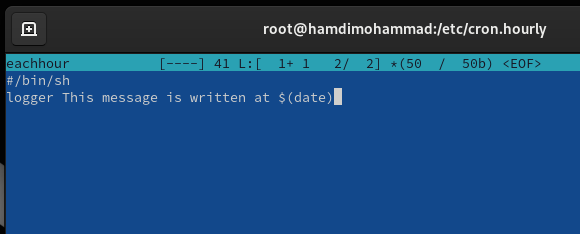 root@hamdimohammad:/etc/cron.hourly
eachhour [----] 41 L:[ 1+ 1 2/ 2] *(50 / 50b) <EOF>
#/bin/sh
logger This message is written at $(date)